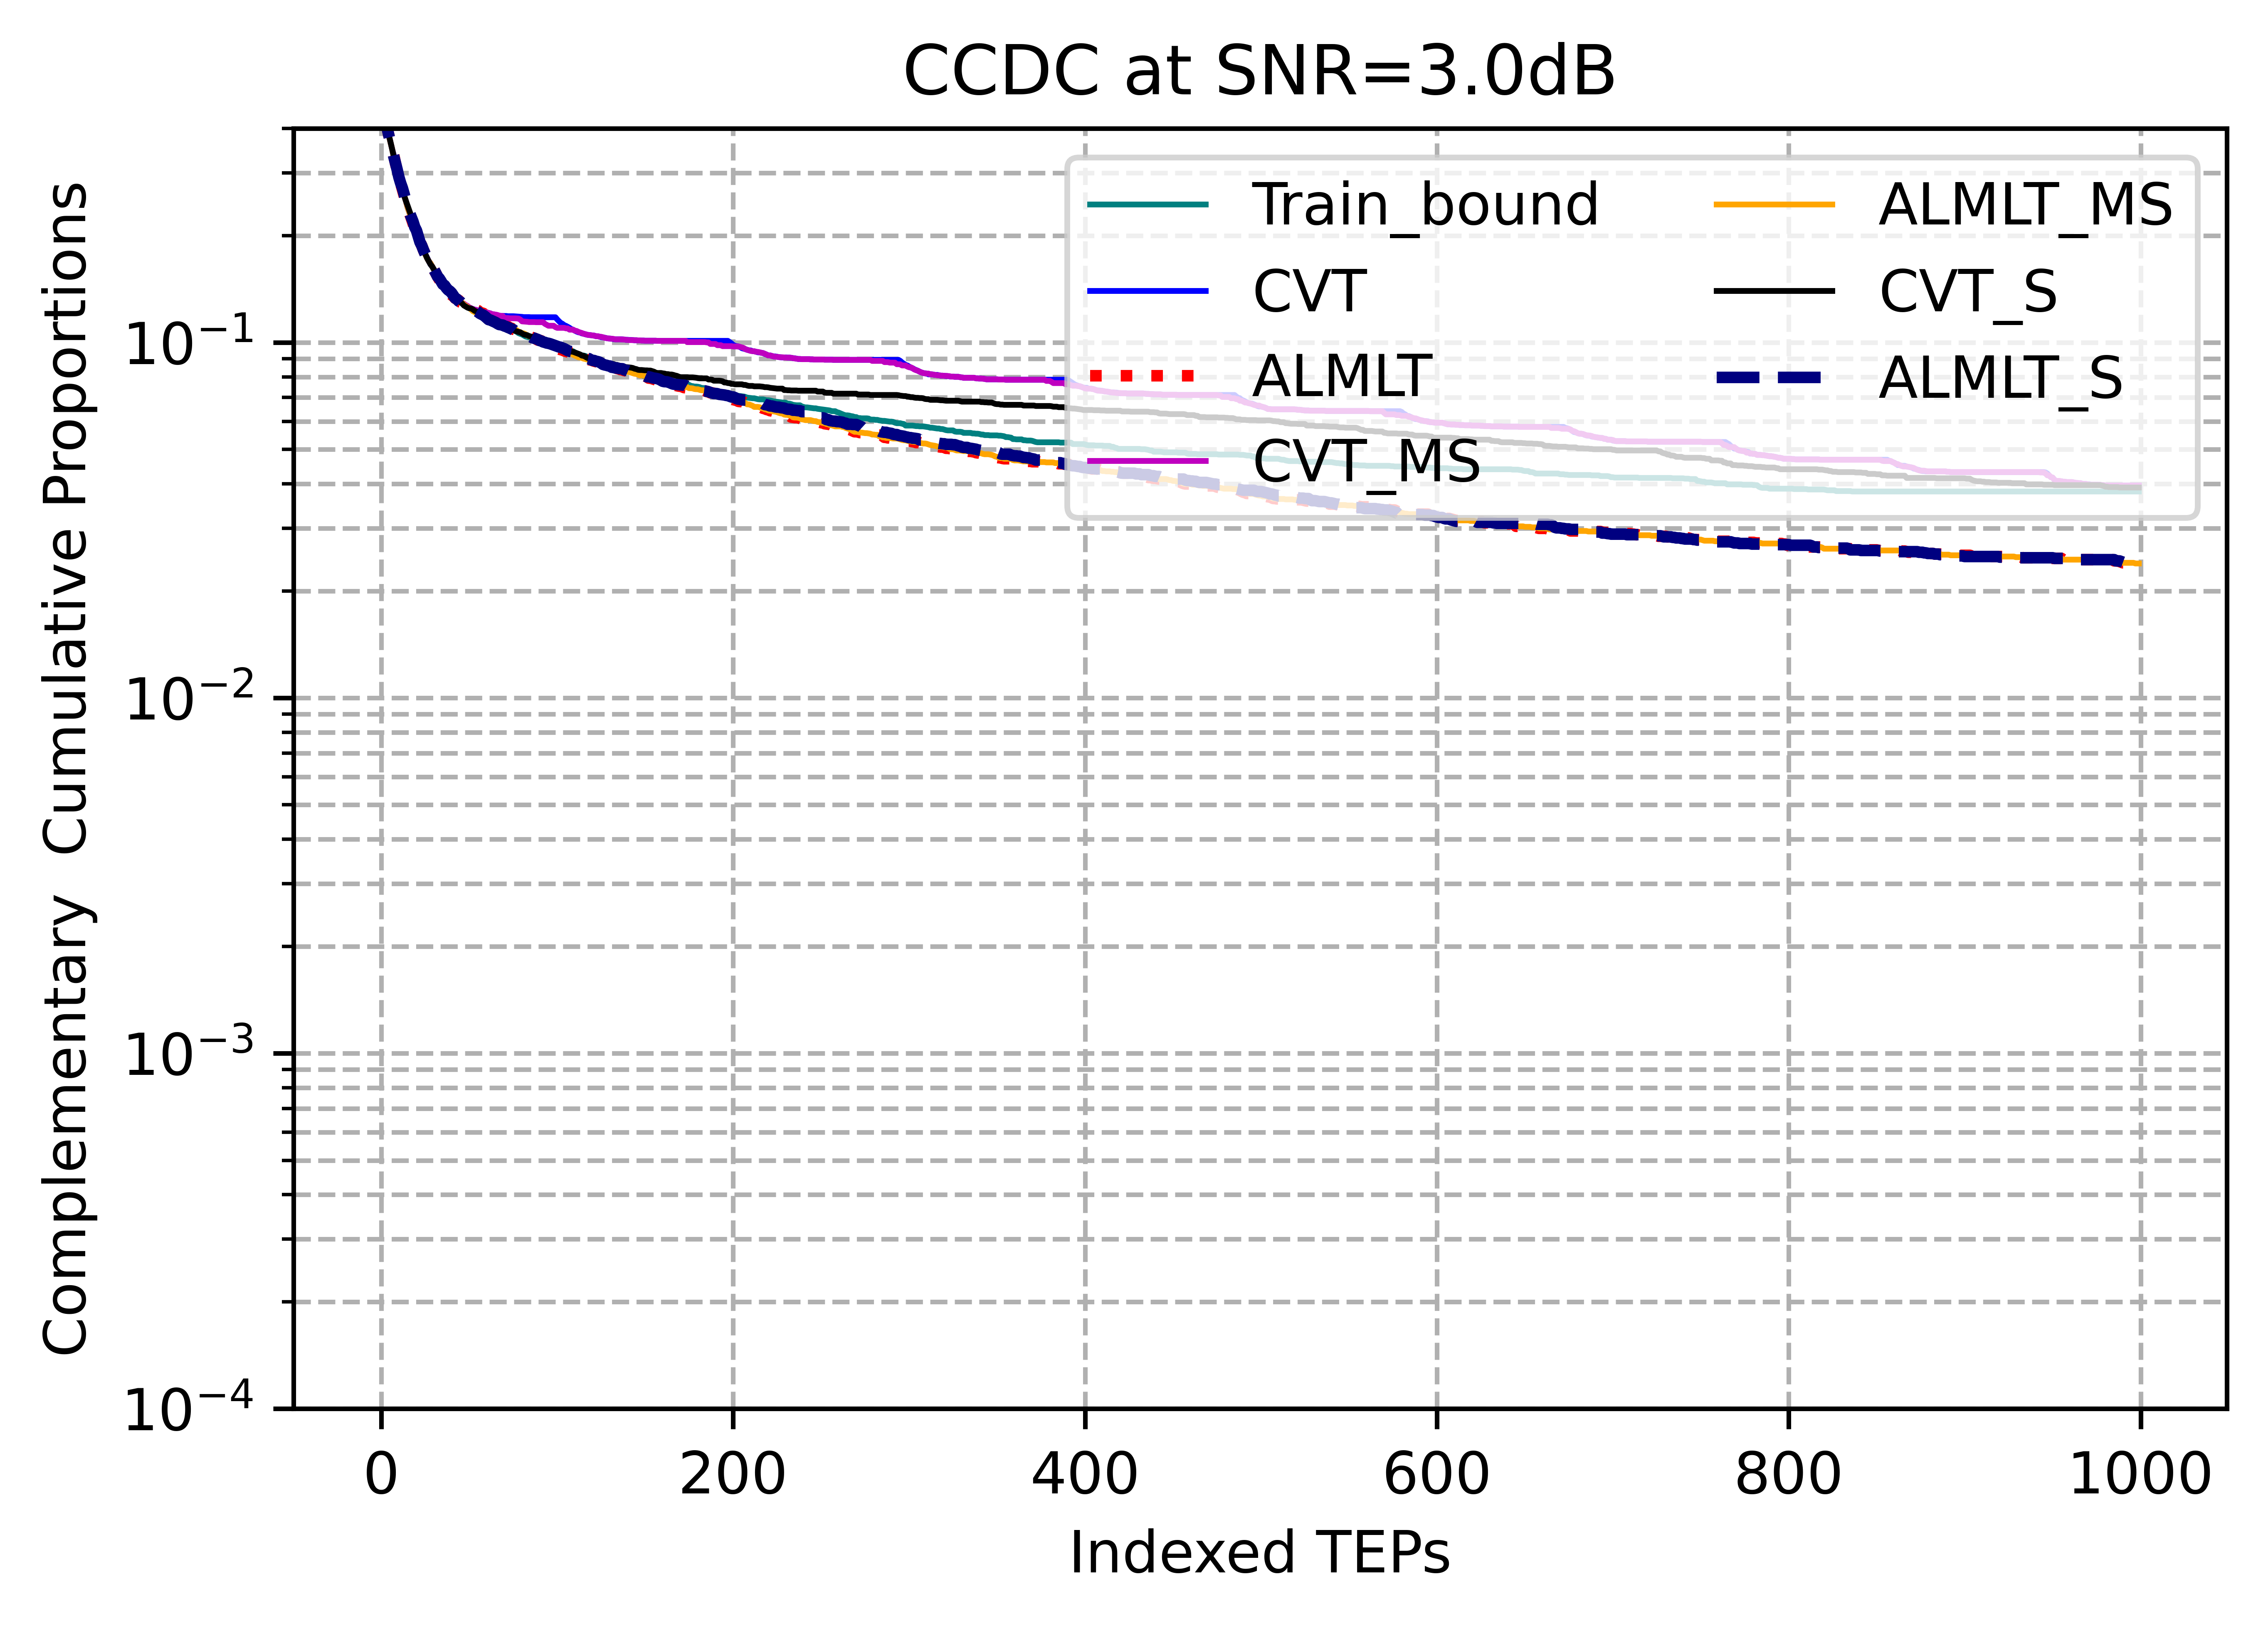 CCDC at SNR=3.0dB
Complementary  Cumulative Proportions
10⁻¹
10⁻²
10⁻³
10⁻⁴
Train_bound
CVT
ALMLT
CVT_MS
ALMLT_MS
CVT_S
ALMLT_S
0 200 400 600 800 1000
Indexed TEPs